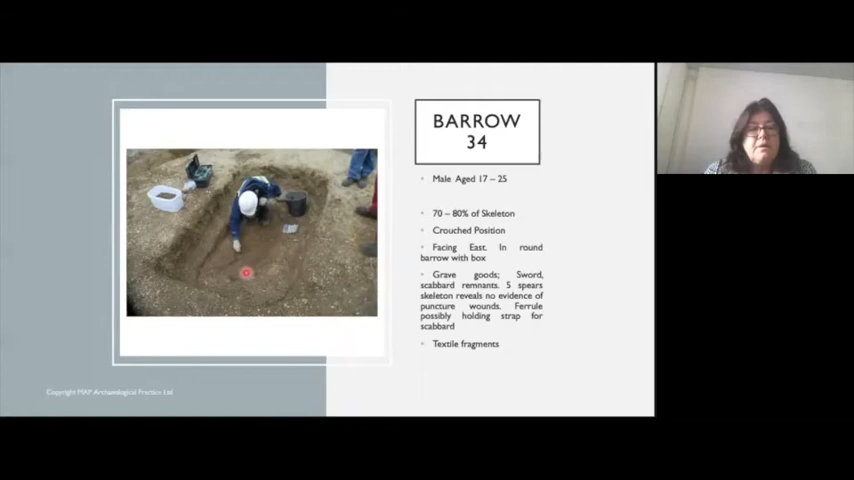 BARROW
34
Male Aged 17 – 25
70 – 80% of Skeleton
Crouched Position
Facing East. In round
barrow with box
Grave goods; Sword,
scabbard remnants. 5 spears
skeleton reveals no evidence of
puncture wounds. Ferrule
possibly holding strap for
scabbard
Textile fragments
Copyright MAP Archaeological Practice Ltd